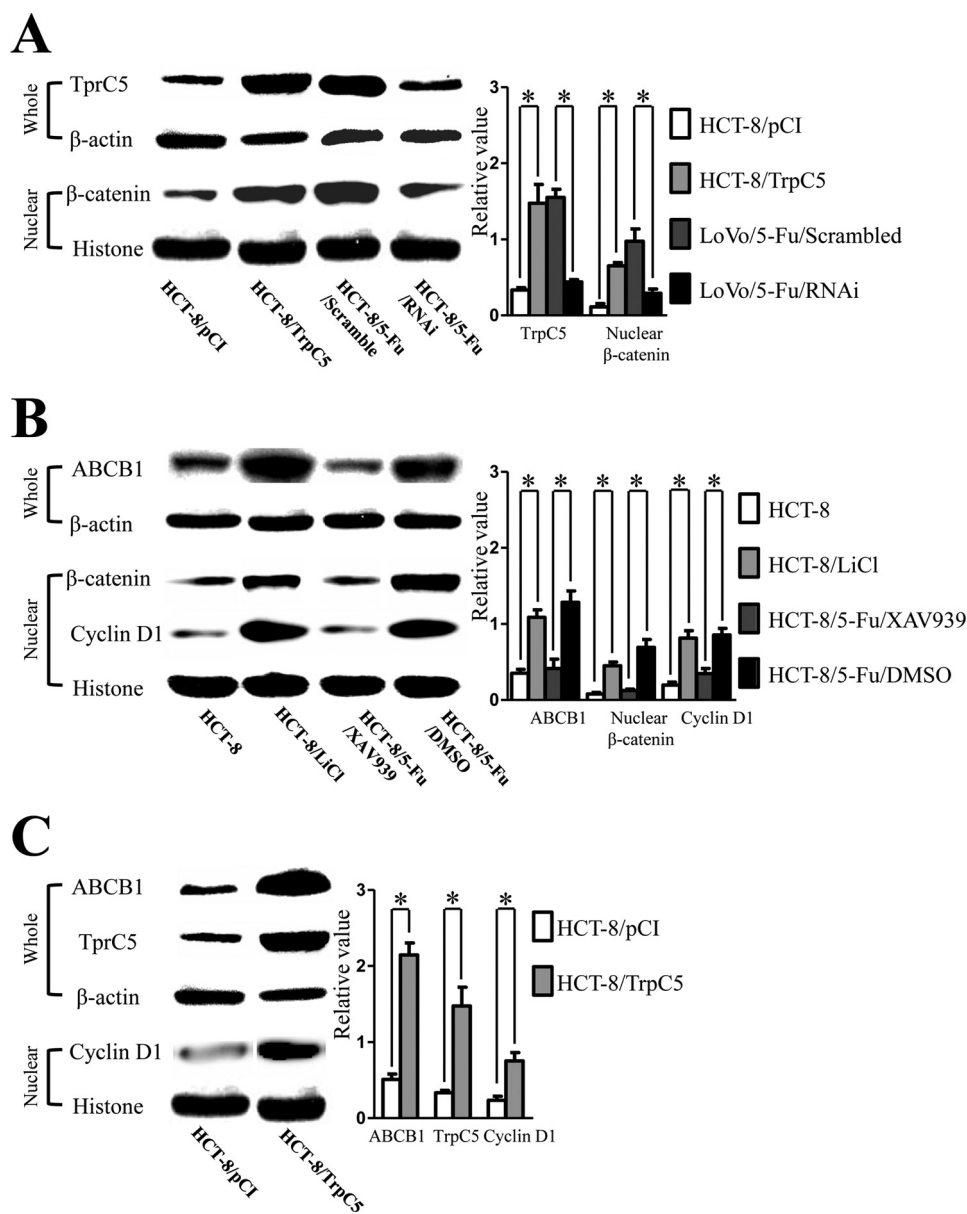 A
Whole
TprC5
β-actin
Nuclear
β-catenin
Histone
HCT-8/pCI
HCT-8/TrpC5
HCT-8/5-Fu
/Scramble
HCT-8/5-Fu
/RNAi
Relative value
3
2
1
0
* * * *
TrpC5
Nuclear
β-catenin
HCT-8/pCI
HCT-8/TrpC5
LoVo/5-Fu/Scrambled
LoVo/5-Fu/RNAi
B
Whole
ABCB1
β-actin
Nuclear
β-catenin
Cyclin D1
Histone
HCT-8
HCT-8/LiCl
HCT-8/5-Fu
/XAV939
HCT-8/5-Fu
/DMSO
Relative value
3
2
1
0
* * * * * *
ABCB1
Nuclear
β-catenin
Cyclin D1
HCT-8
HCT-8/LiCl
HCT-8/5-Fu/XAV939
HCT-8/5-Fu/DMSO
C
Whole
ABCB1
TprC5
β-actin
Nuclear
Cyclin D1
Histone
HCT-8/pCI
HCT-8/TrpC5
Relative value
3
2
1
0
* * *
ABCB1 TrpC5 Cyclin D1
HCT-8/pCI
HCT-8/TrpC5